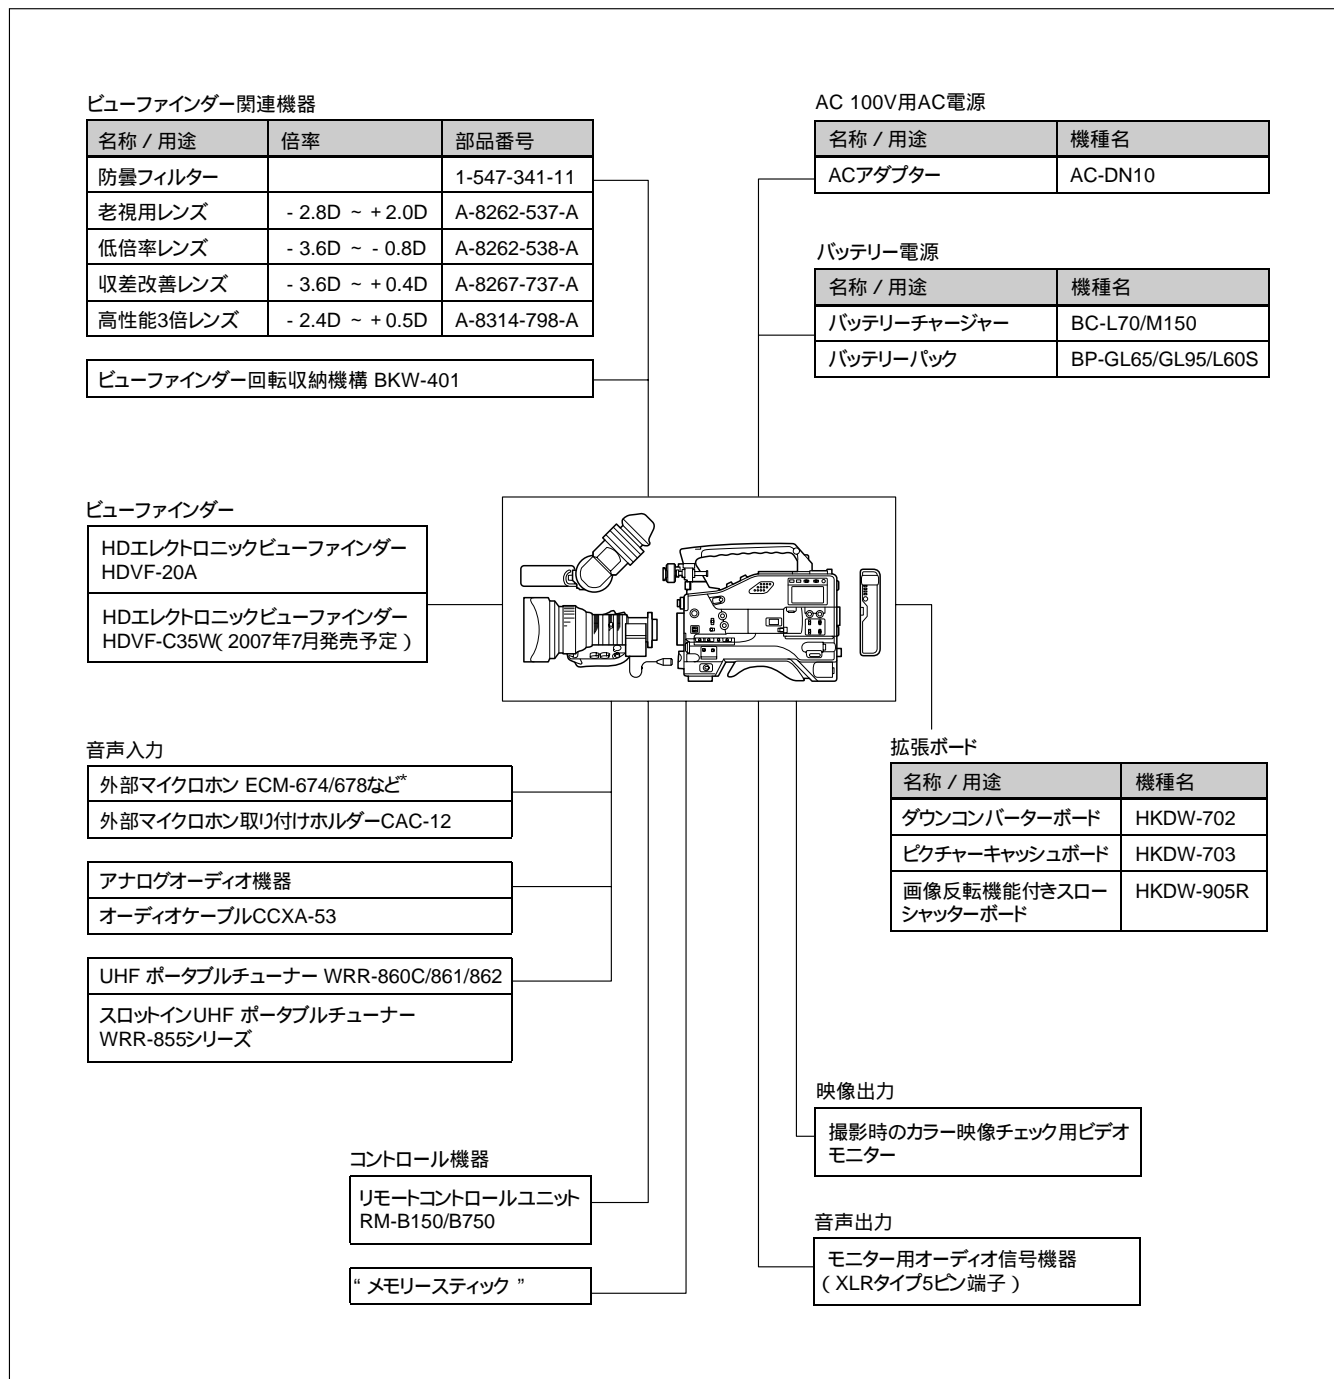 ビューファインダー関連機器
名称 / 用途 倍率 部品番号
防曇フィルター 1-547-341-11
老視用レンズ - 2.8D ~ + 2.0D A-8262-537-A
低倍率レンズ - 3.6D ~ - 0.8D A-8262-538-A
収差改善レンズ - 3.6D ~ + 0.4D A-8267-737-A
高性能3倍レンズ - 2.4D ~ + 0.5D A-8314-798-A
ビューファインダー回転収納機構 BKW-401
AC 100V用AC電源
名称 / 用途 機種名
ACアダプター AC-DN10
バッテリー電源
名称 / 用途 機種名
バッテリーチャージャー BC-L70/M150
バッテリーパック BP-GL65/GL95/L60S
ビューファインダー
HDエレクトロニックビューファインダー
HDVF-20A
HDエレクトロニックビューファインダー
HDVF-C35W( 2007年7月発売予定 )
音声入力
外部マイクロホン ECM-674/678など*
外部マイクロホン取り付けホルダーCAC-12
アナログオーディオ機器
オーディオケーブルCCXA-53
UHF ポータブルチューナー WRR-860C/861/862
スロットインUHF ポータブルチューナー
WRR-855シリーズ
拡張ボード
名称 / 用途 機種名
ダウンコンバーターボード HKDW-702
ピクチャーキャッシュボード HKDW-703
画像反転機能付きスロー HKDW-905R
シャッターボード
コントロール機器
リモートコントロールユニット
RM-B150/B750
“ メモリースティック ”
映像出力
撮影時のカラー映像チェック用ビデオ
モニター
音声出力
モニター用オーディオ信号機器
( XLRタイプ5ピン端子 )